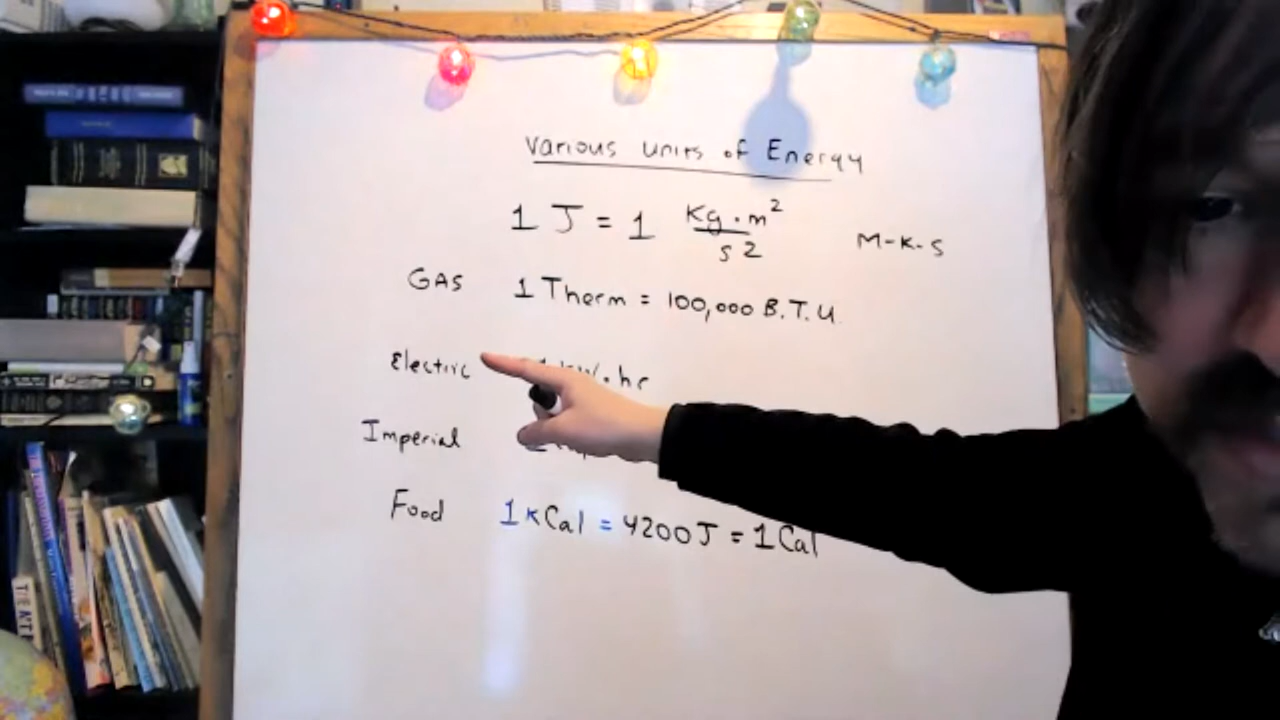 Various units of Energy
1 J = 1 Kg·m²/s²
M-K-S
GAS 1 Therm = 100,000 B.T.U.
Electric 1 kW·hr
Imperial
Food 1 kCal = 4200 J = 1 Cal